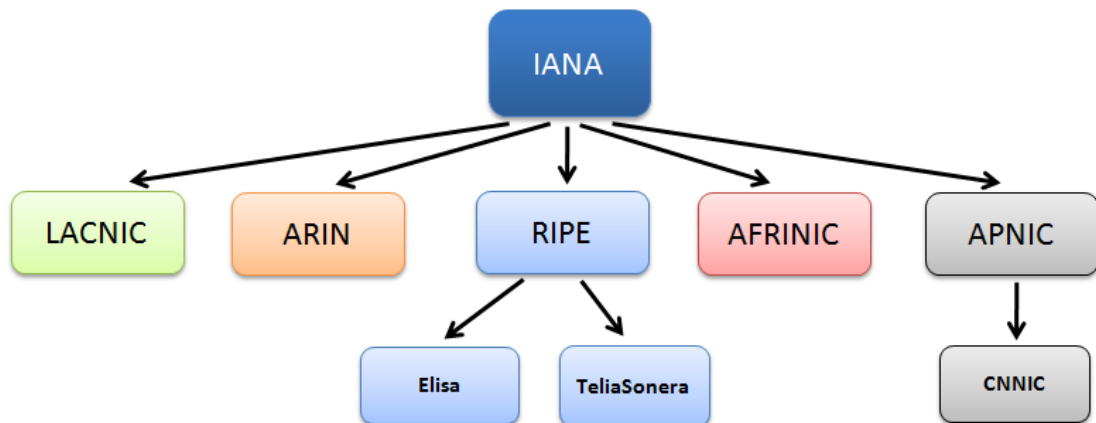 IANA
LACNIC
ARIN
RIPE
AFRINIC
APNIC
Elisa
TeliaSonera
CNNIC